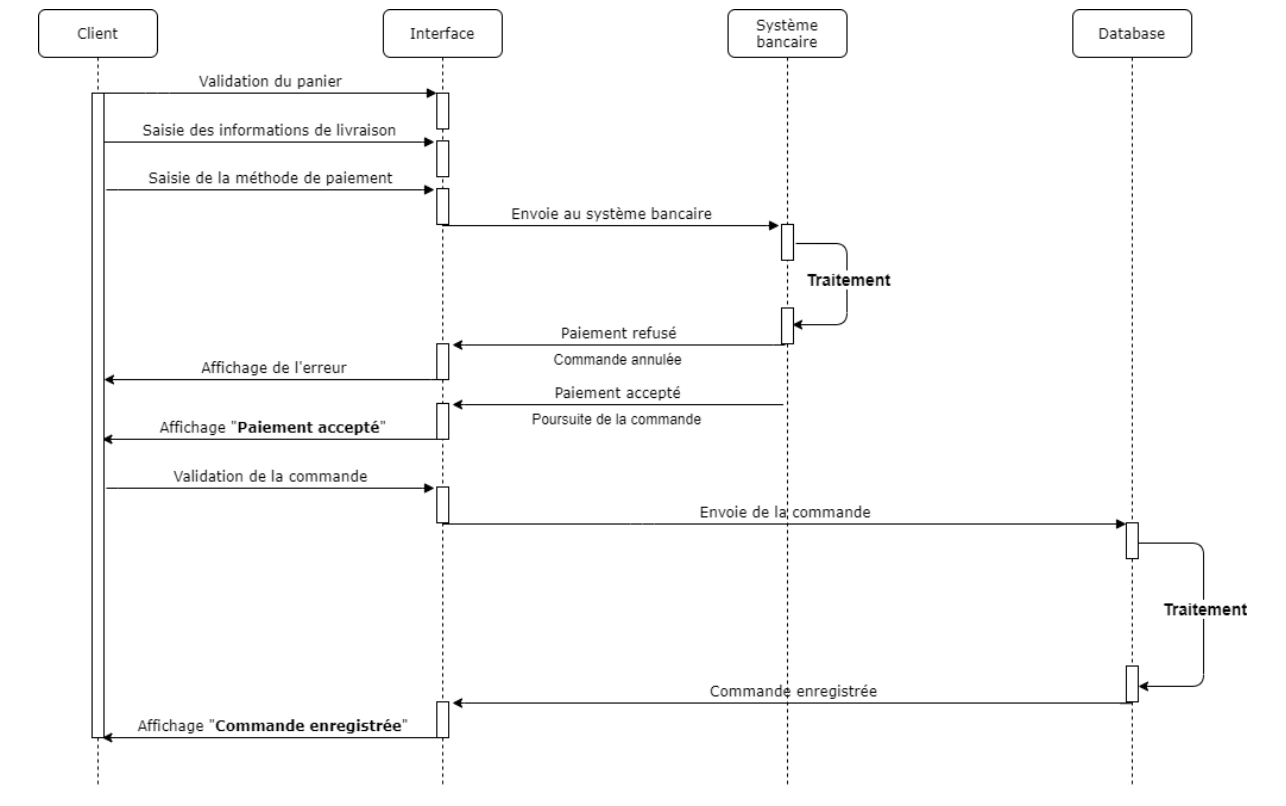 Client
Interface
Système
bancaire
Database
Validation du panier
Saisie des informations de livraison
Saisie de la méthode de paiement
Envoie au système bancaire
Traitement
Paiement refusé
Commande annulée
Affichage de l'erreur
Paiement accepté
Poursuite de la commande
Affichage "Paiement accepté"
Validation de la commande
Envoie de la commande
Traitement
Commande enregistrée
Affichage "Commande enregistrée"